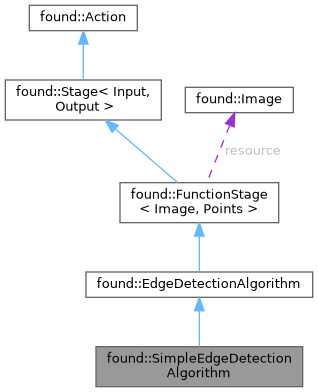 found::Action
found::Stage< Input,
Output >
found::Image
resource
found::FunctionStage
< Image, Points >
found::EdgeDetectionAlgorithm
found::SimpleEdgeDetection
Algorithm